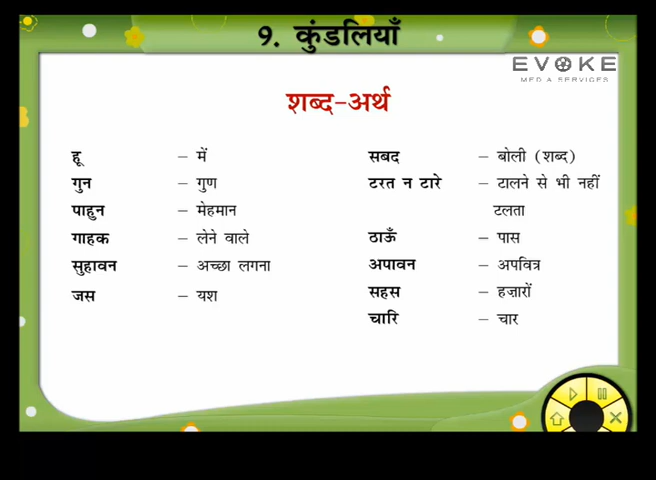 9. कुंडलियाँ
EVOKE
MEDIA SERVICES
शब्द-अर्थ
हू – में
गुन – गुण
पाहुन – मेहमान
गाहक – लेने वाले
सुहावन – अच्छा लगना
जस – यश
सबद – बोली (शब्द)
टरत न टारे – टालने से भी नहीं
टलता
ठाऊँ – पास
अपावन – अपवित्र
सहस – हज़ारों
चारि – चार